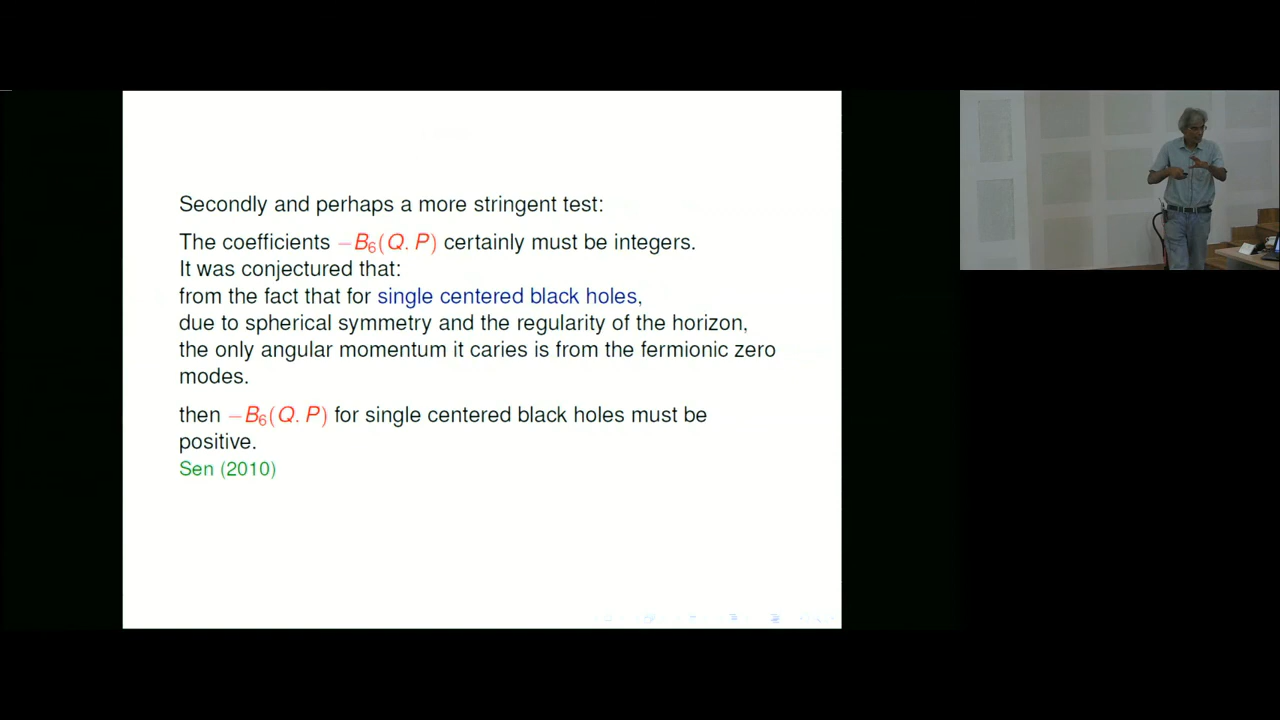 Secondly and perhaps a more stringent test:
The coefficients −B₆(Q.P) certainly must be integers.
It was conjectured that:
from the fact that for single centered black holes,
due to spherical symmetry and the regularity of the horizon,
the only angular momentum it caries is from the fermionic zero
modes.
then −B₆(Q.P) for single centered black holes must be
positive.
Sen (2010)